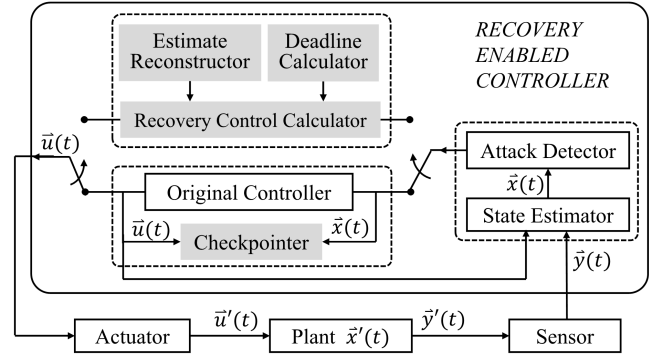 RECOVERY
ENABLED
CONTROLLER
Estimate
Reconstructor
Deadline
Calculator
Recovery Control Calculator
u⃗(t)
Attack Detector
x⃗(t)
State Estimator
Original Controller
u⃗(t)
Checkpointer
x⃗(t)
y⃗(t)
Actuator
u⃗′(t)
Plant x⃗′(t)
y⃗′(t)
Sensor